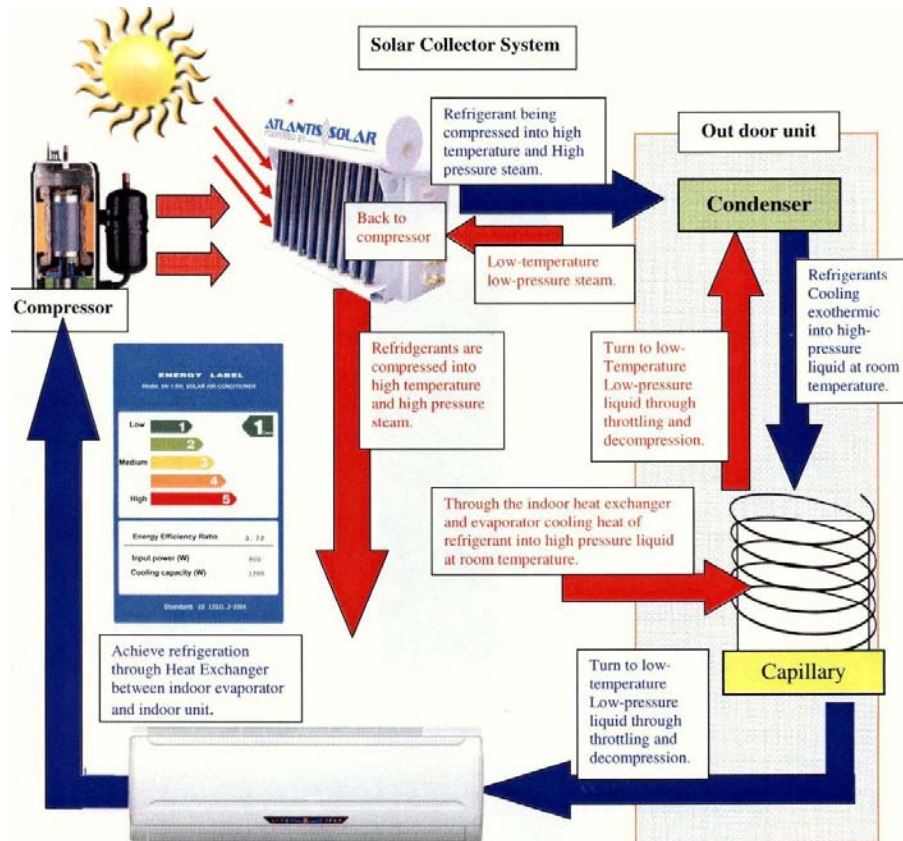 Solar Collector System
ATLANTIS SOLAR
POWERED BY
Refrigerant being
compressed into high
temperature and High
pressure steam.
Out door unit
Condenser
Back to
compressor
Low-temperature
low-pressure steam.
Compressor
Refrigerants
Cooling
exothermic
into high-
pressure
liquid at room
temperature.
Refridgerants are
compressed into
high temperature
and high pressure
steam.
Turn to low-
Temperature
Low-pressure
liquid through
throttling and
decompression.
ENERGY LABEL
SOLAR AIR CONDITIONER
Low 1 1
2
Medium 3
4
High 5
Energy Efficiency Ratio
Input power (W)
Cooling capacity (W)
Through the indoor heat exchanger
and evaporator cooling heat of
refrigerant into high pressure liquid
at room temperature.
Achieve refrigeration
through Heat Exchanger
between indoor evaporator
and indoor unit.
Turn to low-
temperature
Low-pressure
liquid through
throttling and
decompression.
Capillary